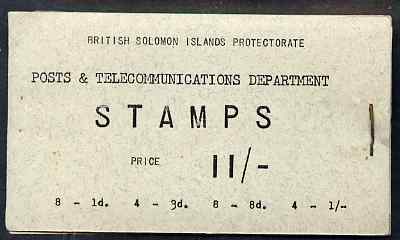 BRITISH SOLOMON ISLANDS PROTECTORATE
POSTS & TELECOMMUNICATIONS DEPARTMENT
STAMPS
PRICE 11/-
8 - 1d. 4 - 3d. 8 - 8d. 4 - 1/-